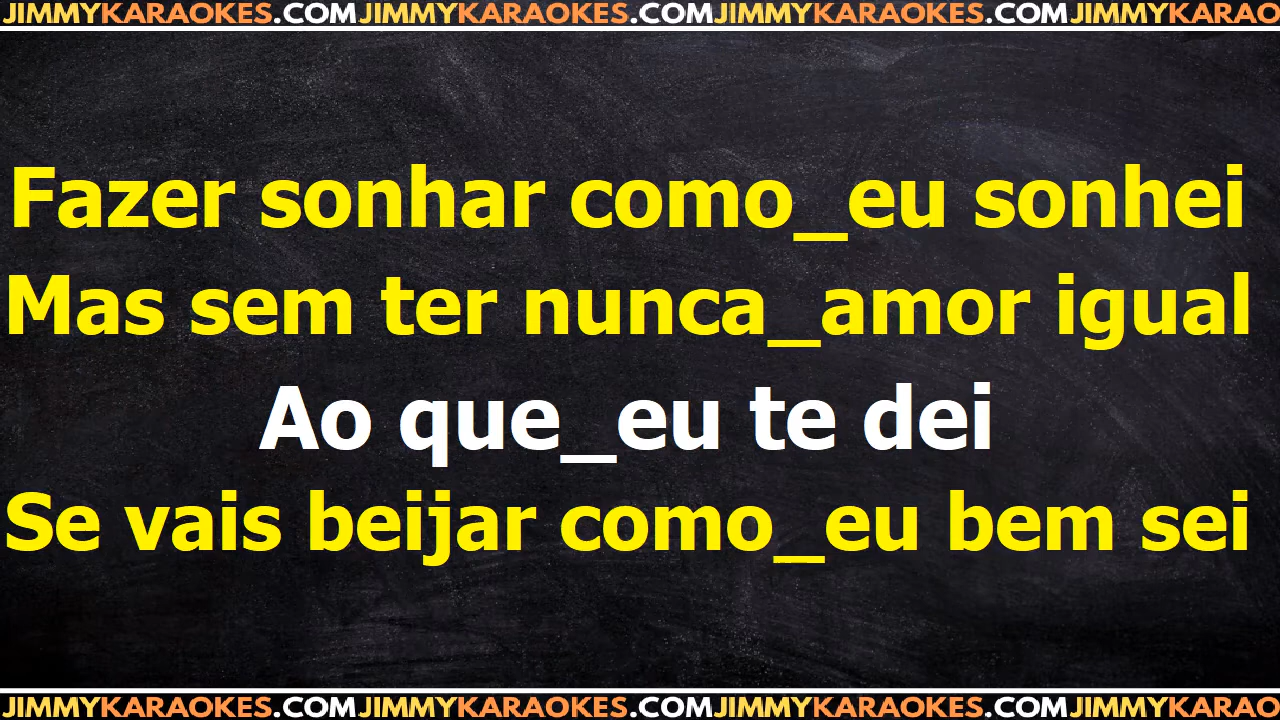 JIMMYKARAOKES.COMJIMMYKARAOKES.COMJIMMYKARAOKES.COMJIMMYKARAO
Fazer sonhar como_eu sonhei
Mas sem ter nunca_amor igual
Ao que_eu te dei
Se vais beijar como_eu bem sei
JIMMYKARAOKES.COMJIMMYKARAOKES.COMJIMMYKARAOKES.COMJIMMYKARAO